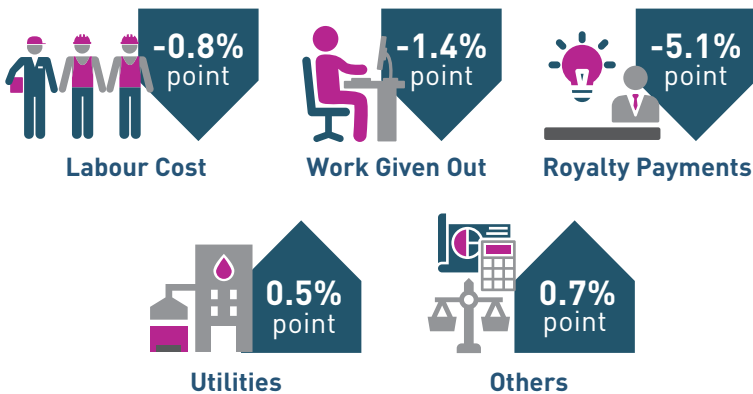 -0.8%
point
Labour Cost
-1.4%
point
Work Given Out
-5.1%
point
Royalty Payments
0.5%
point
Utilities
0.7%
point
Others